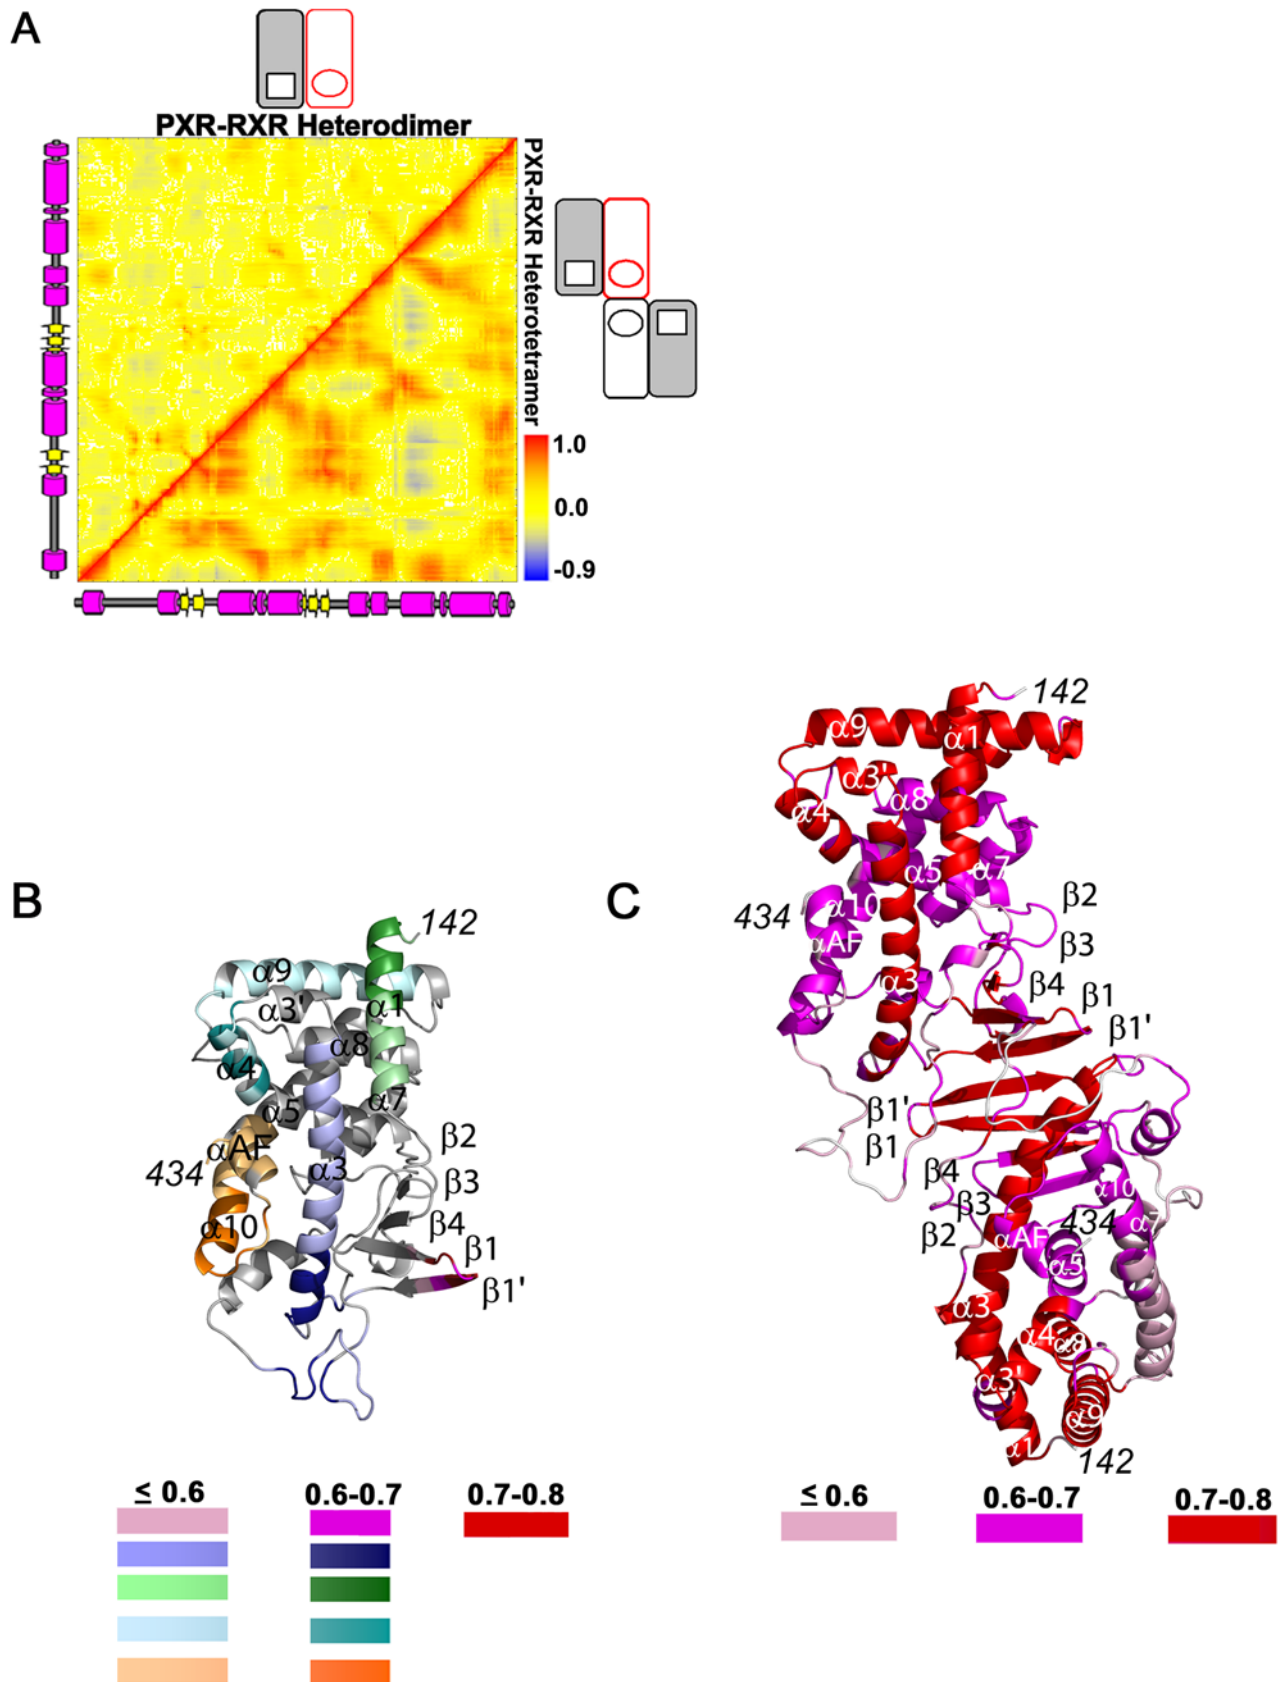 A
PXR-RXR Heterodimer
PXR-RXR Heterotetramer
1.0
0.0
-0.9
B
142
α9
α3'
α1
α8
α4
α5
α7
αAF
434
α3
α10
β2
β3
β4
β1
β1'
≤ 0.6
0.6-0.7
0.7-0.8
C
142
α9
α1
α3'
α8
α4
α5
α7
434
α10
αAF
α3
β2
β3
β4
β1
β1'
β1'
β1
β4
β3
β2
α10
434
α7
αAF
α5
α3
α4
α8
α3'
α9
α1
142
≤ 0.6
0.6-0.7
0.7-0.8